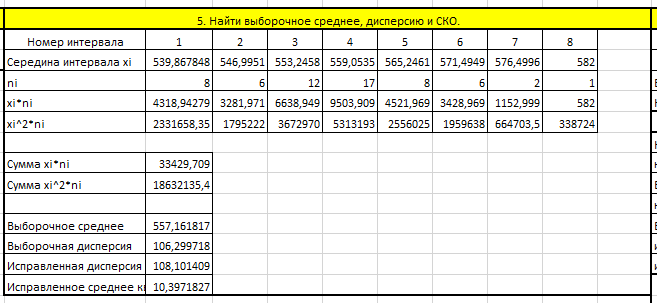 5. Найти выборочное среднее, дисперсию и СКО.
Номер интервала 1 2 3 4 5 6 7 8
Середина интервала xi 539,867848 546,9951 553,2458 559,0535 565,2461 571,4949 576,4996 582
ni 8 6 12 17 8 6 2 1
xi*ni 4318,94279 3281,971 6638,949 9503,909 4521,969 3428,969 1152,999 582
xi^2*ni 2331658,35 1795222 3672970 5313193 2556025 1959638 664703,5 338724
Сумма xi*ni 33429,709
Сумма xi^2*ni 18632135,4
Выборочное среднее 557,161817
Выборочная дисперсия 106,299718
Исправленная дисперсия 108,101409
Исправленное среднее 10,3971827